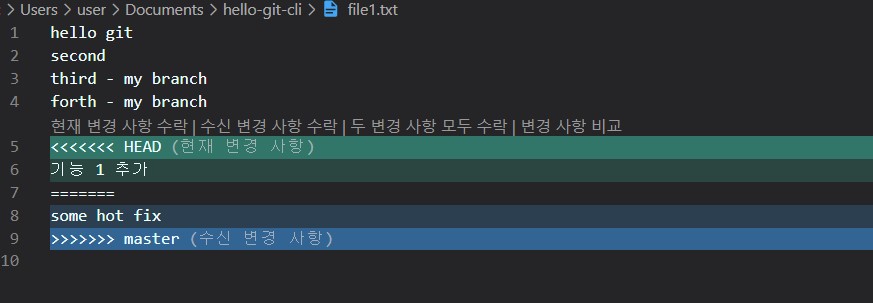 > Users > user > Documents > hello-git-cli > file1.txt
1 hello git
2 second
3 third - my branch
4 forth - my branch
현재 변경 사항 수락 | 수신 변경 사항 수락 | 두 변경 사항 모두 수락 | 변경 사항 비교
5 <<<<<<< HEAD (현재 변경 사항)
6 기능 1 추가
7 =======
8 some hot fix
9 >>>>>>> master (수신 변경 사항)
10